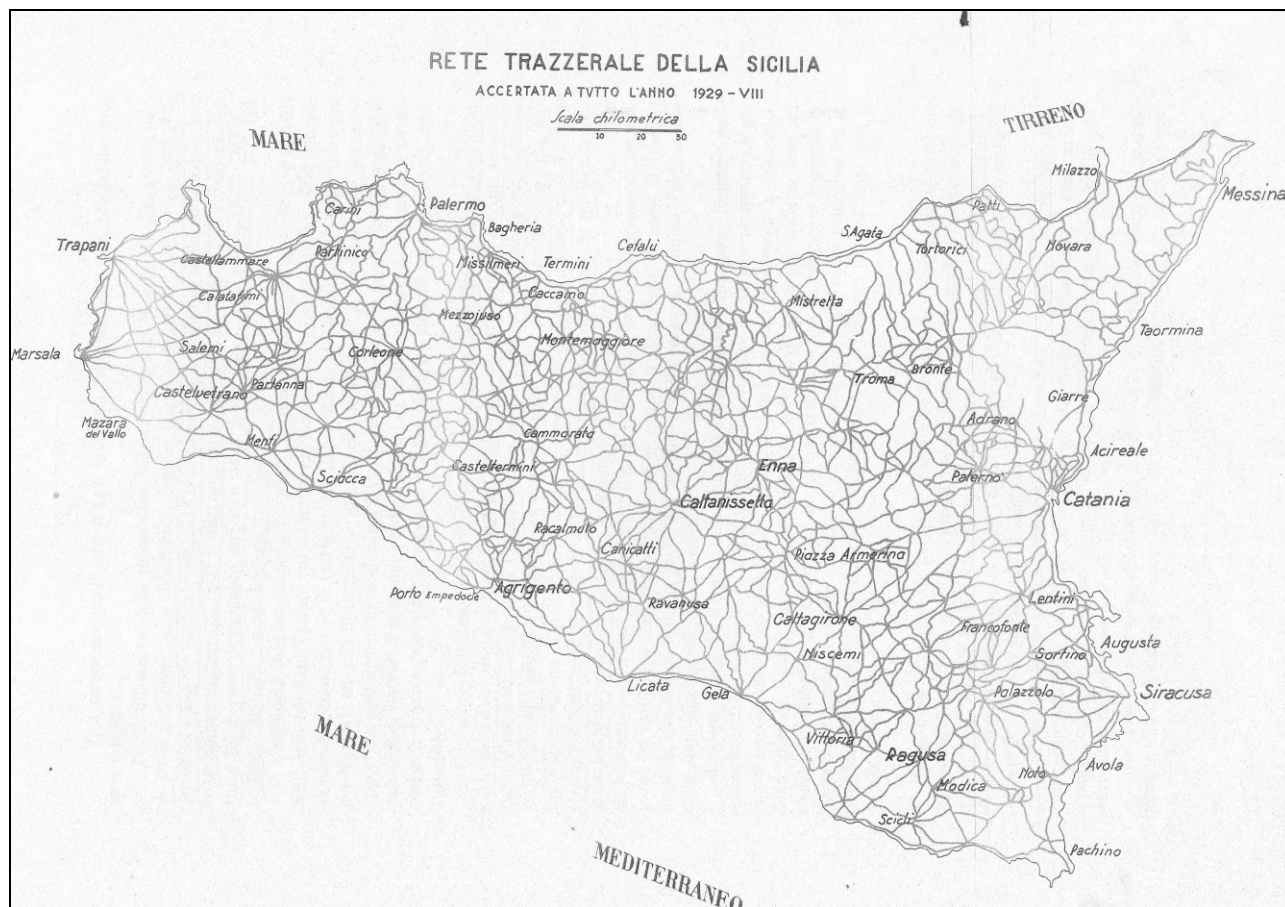 RETE TRAZZERALE DELLA SICILIA
ACCERTATA A TVTTO L'ANNO 1929 - VIII
Scala chilometrica
10 20 30
MARE
TIRRENO
Milazzo
Messina
Carini
Palermo
Patti
Bagheria
S.Agata
Trapani
Castellammare
Partinico
Missilmeri
Termini
Cefalù
Tortorici
Novara
Calatafimi
Caccamo
Mistretta
Mezzojuso
Taormina
Marsala
Salemi
Corleone
Montemaggiore
Troina
Bronte
Castelvetrano
Partanna
Giarre
Mazara
del Vallo
Adrano
Menfi
Cammarata
Acireale
Sciacca
Casteltermini
Enna
Paternò
Caltanissetta
Catania
Racalmuto
Canicattì
Piazza Armerina
Porto Empedocle
Agrigento
Ravanusa
Lentini
Caltagirone
Francofonte
Augusta
Niscemi
Sortino
Licata
Gela
Palazzolo
Siracusa
MARE
Vittoria
Ragusa
Avola
Noto
Modica
Scicli
Pachino
MEDITERRANEO